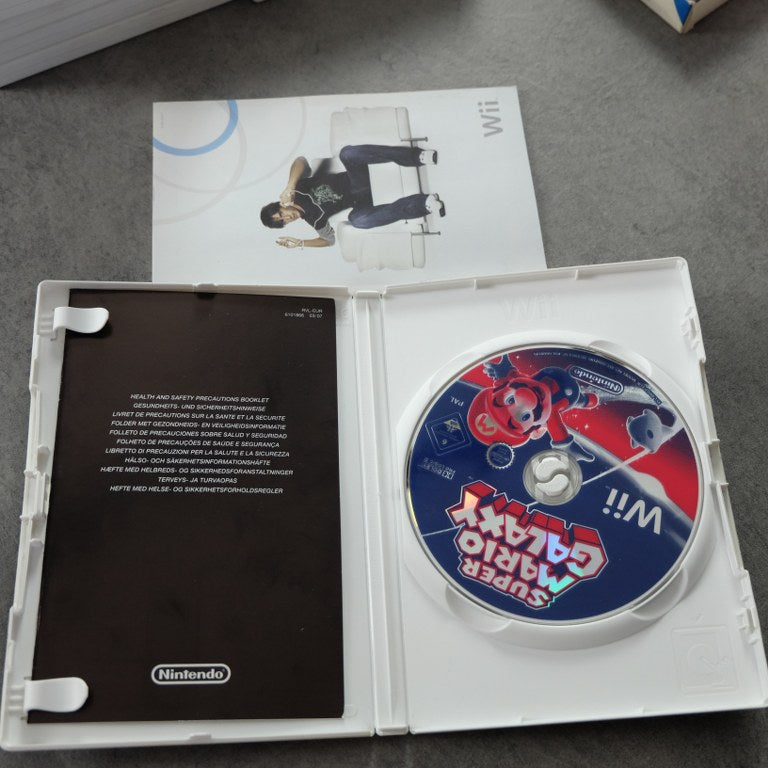 Wii
Wii
RVL-EUR
HEALTH AND SAFETY PRECAUTIONS BOOKLET
GESUNDHEITS- UND SICHERHEITSHINWEISE
LIVRET DE PRECAUTIONS SUR LA SANTE ET LA SECURITE
FOLDER MET GEZONDHEIDS- EN VEILIGHEIDSINFORMATIE
FOLLETO DE PRECAUCIONES SOBRE SALUD Y SEGURIDAD
FOLHETO DE PRECAUÇÕES DE SAÚDE E SEGURANÇA
LIBRETTO DI PRECAUZIONI PER LA SALUTE E LA SICUREZZA
HÄLSO- OCH SÄKERHETSINFORMATIONSHÄFTE
HÆFTE MED HELBREDS- OG SIKKERHEDSFORANSTALTNINGER
TERVEYS- JA TURVAOPAS
HEFTE MED HELSE- OG SIKKERHETSFORHOLDSREGLER
Nintendo
Nintendo
PAL
Wii
SUPER
MARIO
GALAXY